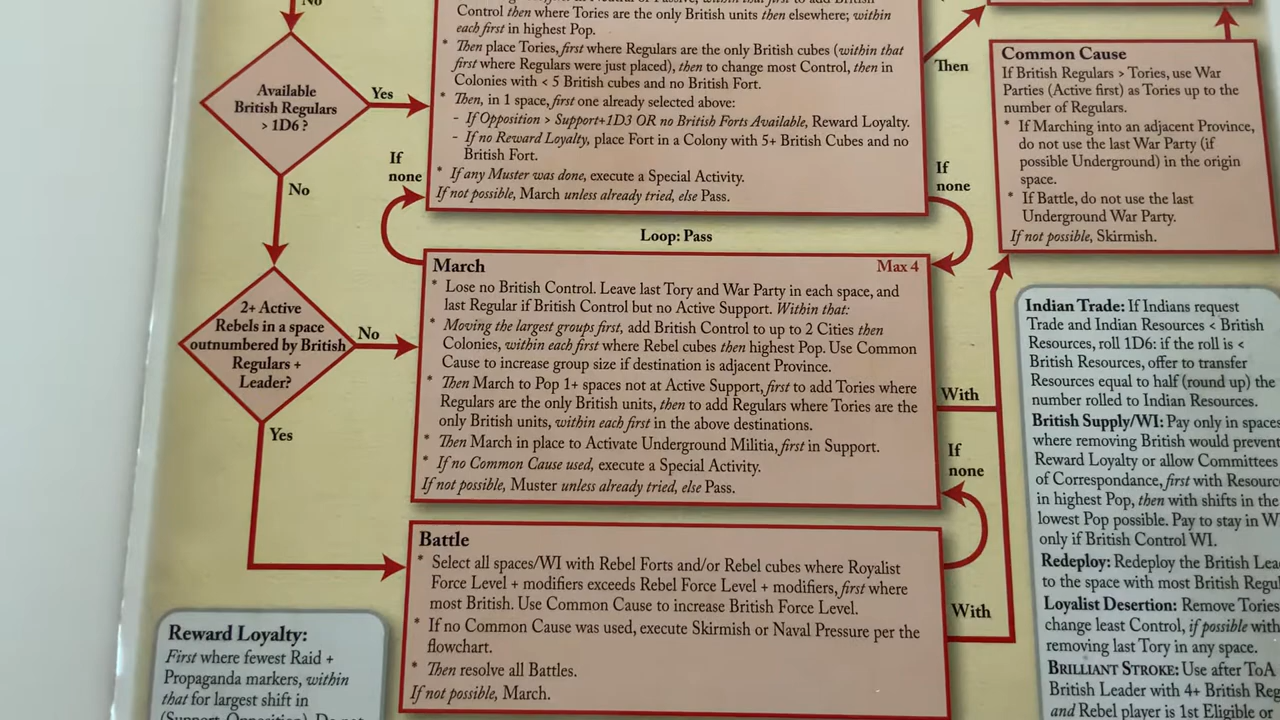 No
Available
British Regulars
> 1D6 ?
Yes
No
Control then where Tories are the only British units then elsewhere; within
each first in highest Pop.
* Then place Tories, first where Regulars are the only British cubes (within that
first where Regulars were just placed), then to change most Control, then in
Colonies with < 5 British cubes and no British Fort.
* Then, in 1 space, first one already selected above:
- If Opposition > Support+1D3 OR no British Forts Available, Reward Loyalty.
- If no Reward Loyalty, place Fort in a Colony with 5+ British Cubes and no
British Fort.
* If any Muster was done, execute a Special Activity.
If not possible, March unless already tried, else Pass.
Then
If
none
If
none
Loop: Pass
Common Cause
If British Regulars > Tories, use War
Parties (Active first) as Tories up to the
number of Regulars.
* If Marching into an adjacent Province,
do not use the last War Party (if
possible Underground) in the origin
space.
* If Battle, do not use the last
Underground War Party.
If not possible, Skirmish.
2+ Active
Rebels in a space
outnumbered by British
Regulars +
Leader?
No
Yes
March Max 4
* Lose no British Control. Leave last Tory and War Party in each space, and
last Regular if British Control but no Active Support. Within that:
* Moving the largest groups first, add British Control to up to 2 Cities then
Colonies, within each first where Rebel cubes then highest Pop. Use Common
Cause to increase group size if destination is adjacent Province.
* Then March to Pop 1+ spaces not at Active Support, first to add Tories where
Regulars are the only British units, then to add Regulars where Tories are the
only British units, within each first in the above destinations.
* Then March in place to Activate Underground Militia, first in Support.
* If no Common Cause used, execute a Special Activity.
If not possible, Muster unless already tried, else Pass.
With
If
none
Battle
* Select all spaces/WI with Rebel Forts and/or Rebel cubes where Royalist
Force Level + modifiers exceeds Rebel Force Level + modifiers, first where
most British. Use Common Cause to increase British Force Level.
* If no Common Cause was used, execute Skirmish or Naval Pressure per the
flowchart.
* Then resolve all Battles.
If not possible, March.
With
Reward Loyalty:
First where fewest Raid +
Propaganda markers, within
that for largest shift in
Indian Trade: If Indians request
Trade and Indian Resources < British
Resources, roll 1D6: if the roll is <
British Resources, offer to transfer
Resources equal to half (round up) the
number rolled to Indian Resources.
British Supply/WI: Pay only in spaces
where removing British would prevent
Reward Loyalty or allow Committees
of Correspondence, first with
in highest Pop, then with shifts in the
lowest Pop possible. Pay to stay in
only if British Control WI.
Redeploy: Redeploy the British
to the space with most British
Loyalist Desertion: Remove Tories
change least Control, if possible
removing last Tory in any space.
BRILLIANT STROKE: Use after ToA
British Leader with 4+ British
and Rebel player is 1st Eligible or